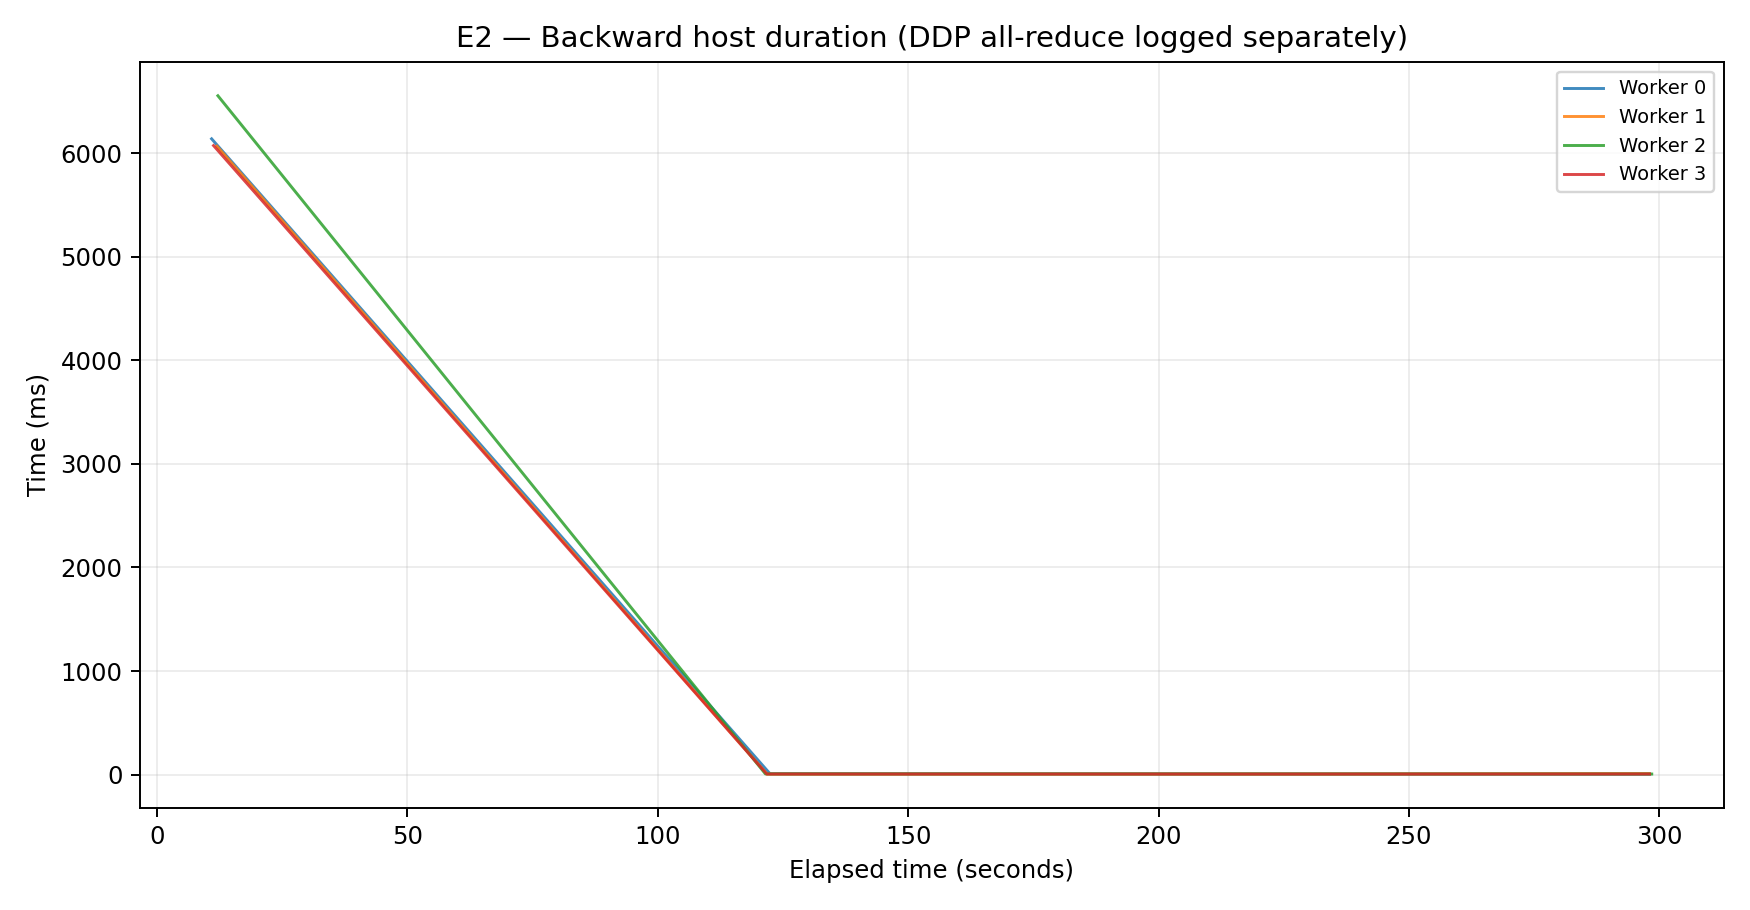 E2 — Backward host duration (DDP all-reduce logged separately)
Worker 0
Worker 1
Worker 2
Worker 3
6000
5000
4000
3000
2000
1000
0
Time (ms)
0 50 100 150 200 250 300
Elapsed time (seconds)